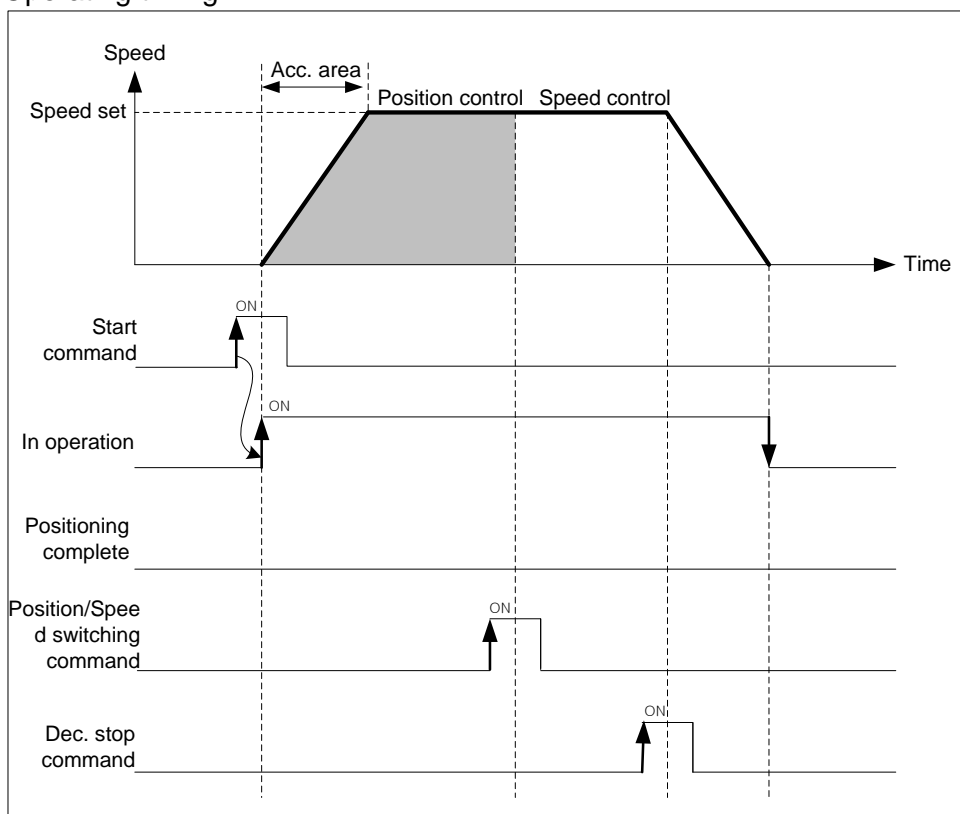 Speed
Acc. area
Position control Speed control
Speed set
Time
ON
Start
command
ON
In operation
Positioning
complete
ON
Position/Spee
d switching
command
ON
Dec. stop
command